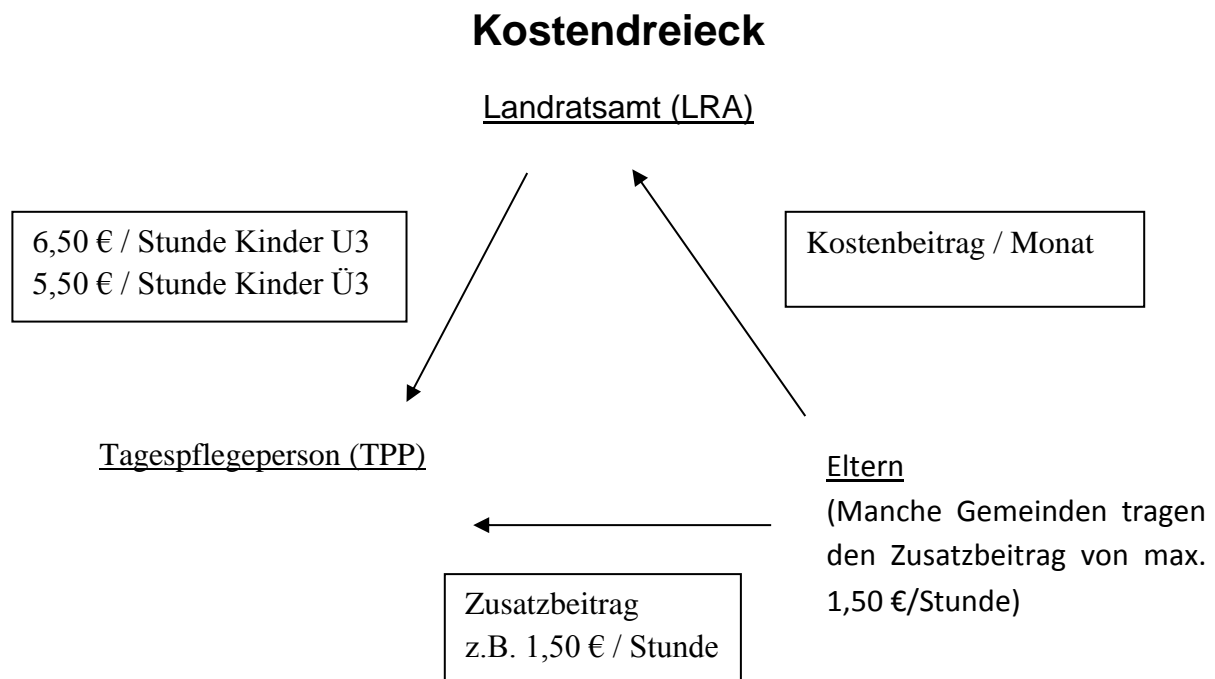 Kostendreieck
Landratsamt (LRA)
6,50 € / Stunde Kinder U3
5,50 € / Stunde Kinder Ü3
Kostenbeitrag / Monat
Tagespflegeperson (TPP)
Eltern
(Manche Gemeinden tragen
den Zusatzbeitrag von max.
1,50 €/Stunde)
Zusatzbeitrag
z.B. 1,50 € / Stunde